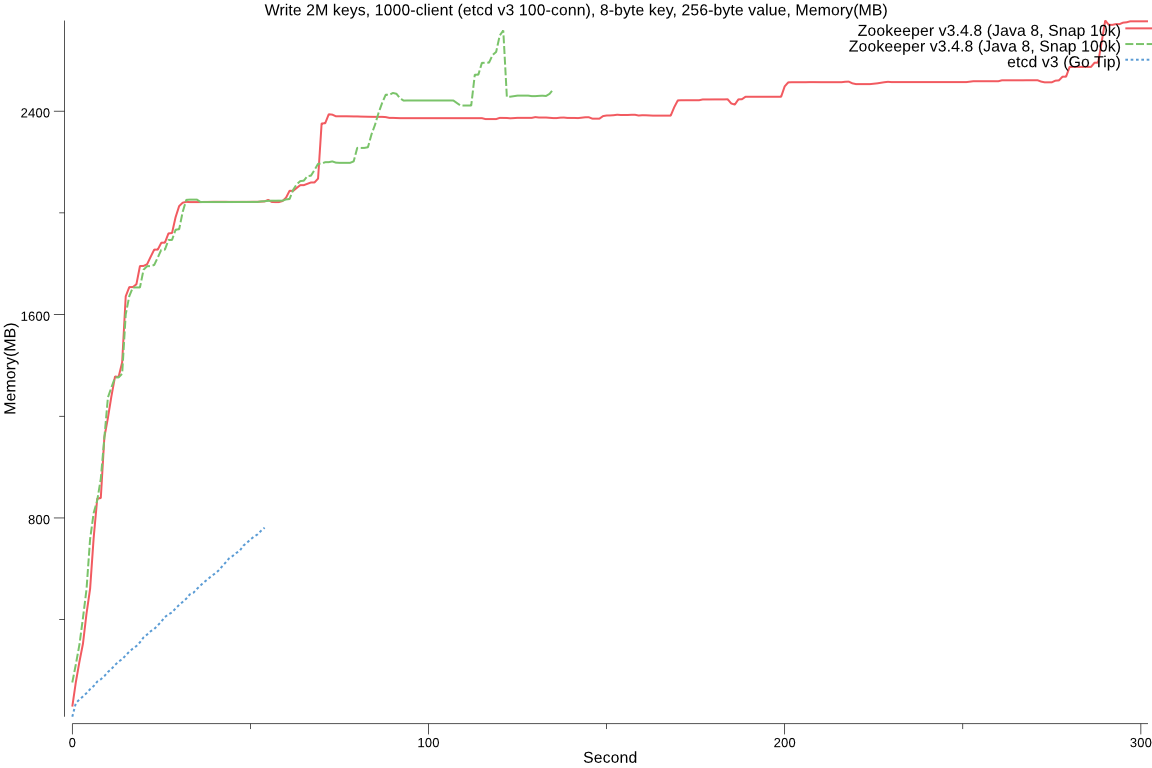 Write 2M keys, 1000-client (etcd v3 100-conn), 8-byte key, 256-byte value, Memory(MB)
Zookeeper v3.4.8 (Java 8, Snap 10k)
Zookeeper v3.4.8 (Java 8, Snap 100k)
etcd v3 (Go Tip)
2400
1600
800
Memory(MB)
0
100
200
300
Second